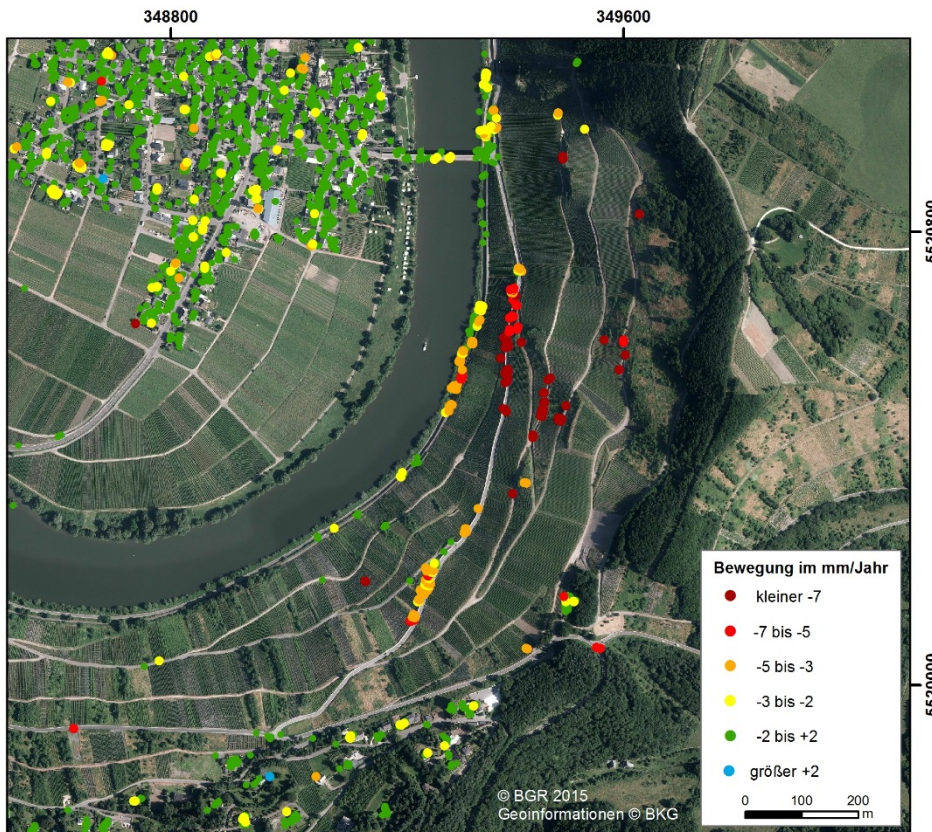 348800
349600
5520800
5520000
Bewegung im mm/Jahr
kleiner -7
-7 bis -5
-5 bis -3
-3 bis -2
-2 bis +2
größer +2
0 100 200
m
© BGR 2015
Geoinformationen © BKG